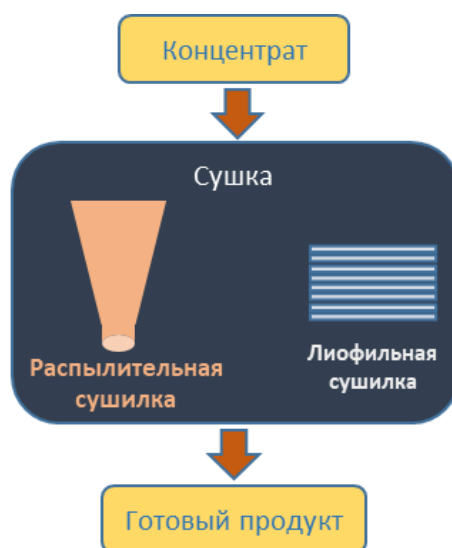 Концентрат
Сушка
Распылительная
сушилка
Лиофильная
сушилка
Готовый продукт